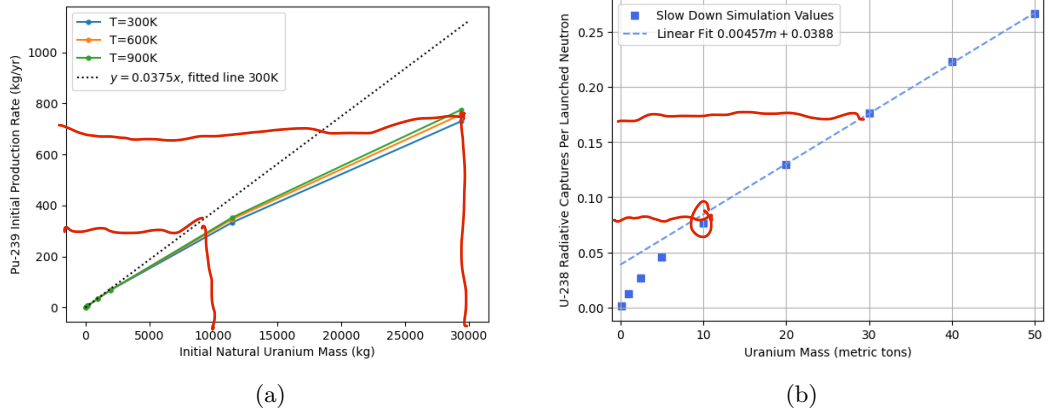 T=300K
T=600K
T=900K
y=0.0375x, fitted line 300K
1000
800
600
400
200
0
Pu-239 Initial Production Rate (kg/yr)
0 5000 10000 15000 20000 25000 30000
Initial Natural Uranium Mass (kg)
(a)
Slow Down Simulation Values
Linear Fit 0.00457m + 0.0388
0.25
0.20
0.15
0.10
0.05
0.00
U-238 Radiative Captures Per Launched Neutron
0 10 20 30 40 50
Uranium Mass (metric tons)
(b)